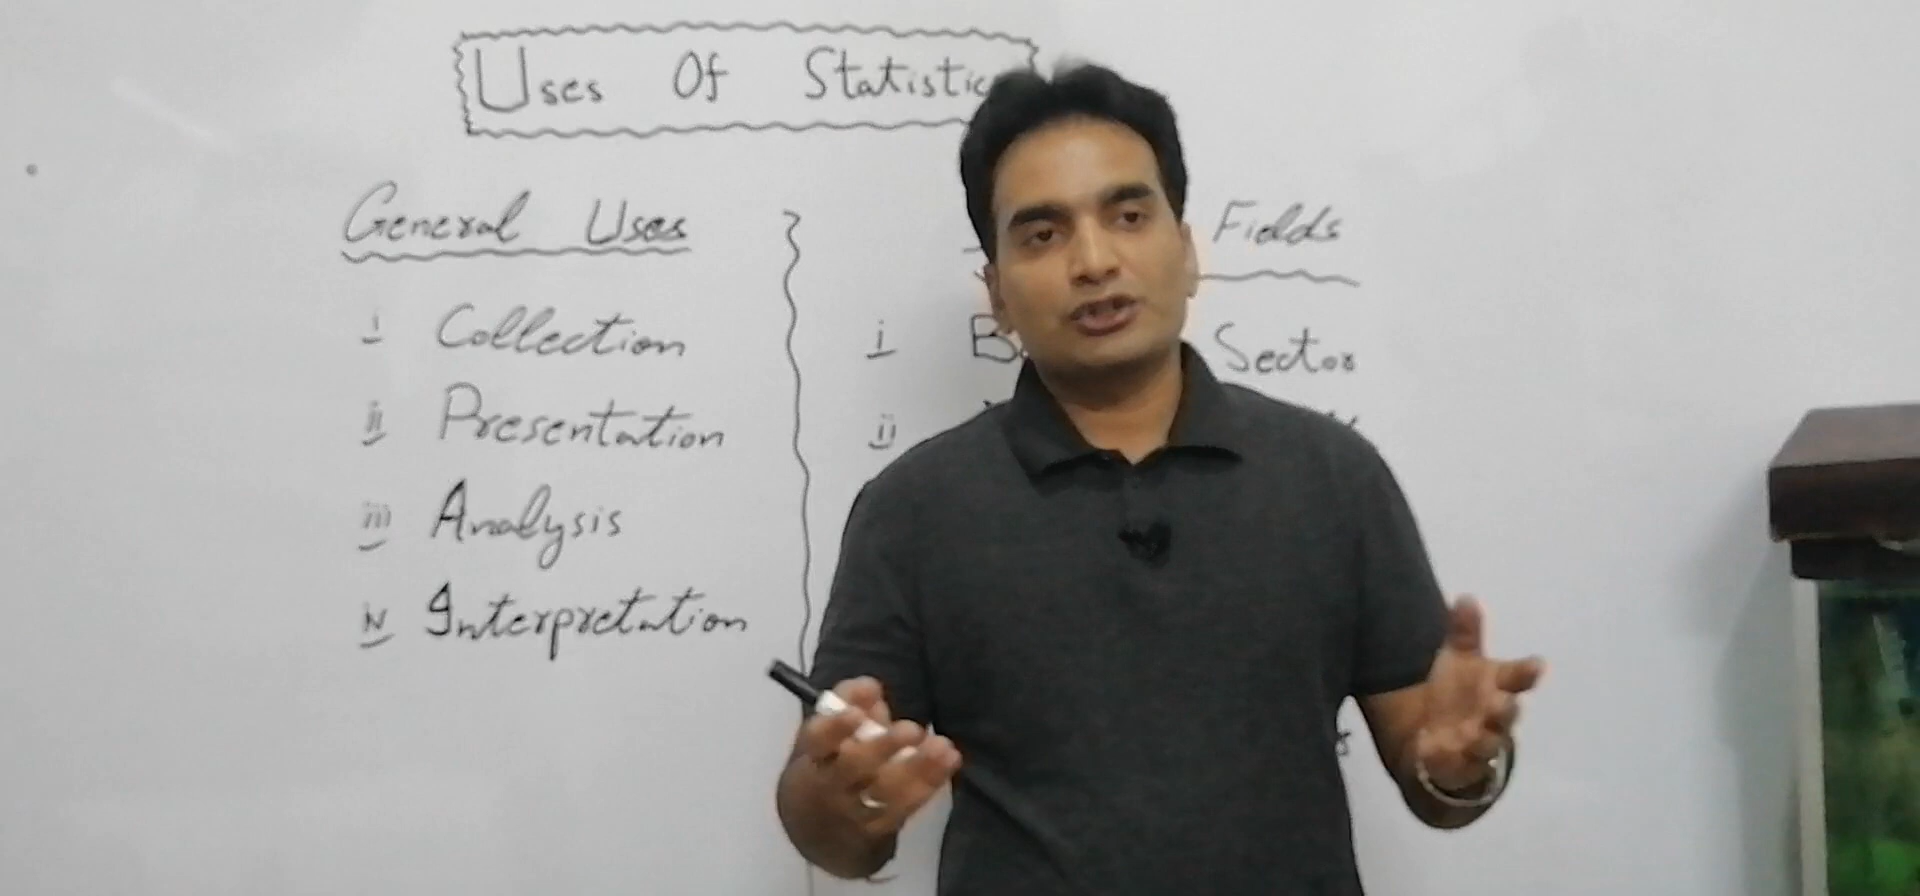 Uses Of Statistic
General Uses
i Collection
ii Presentation
iii Analysis
iv Interpretation
Fields
i B Sector
ii